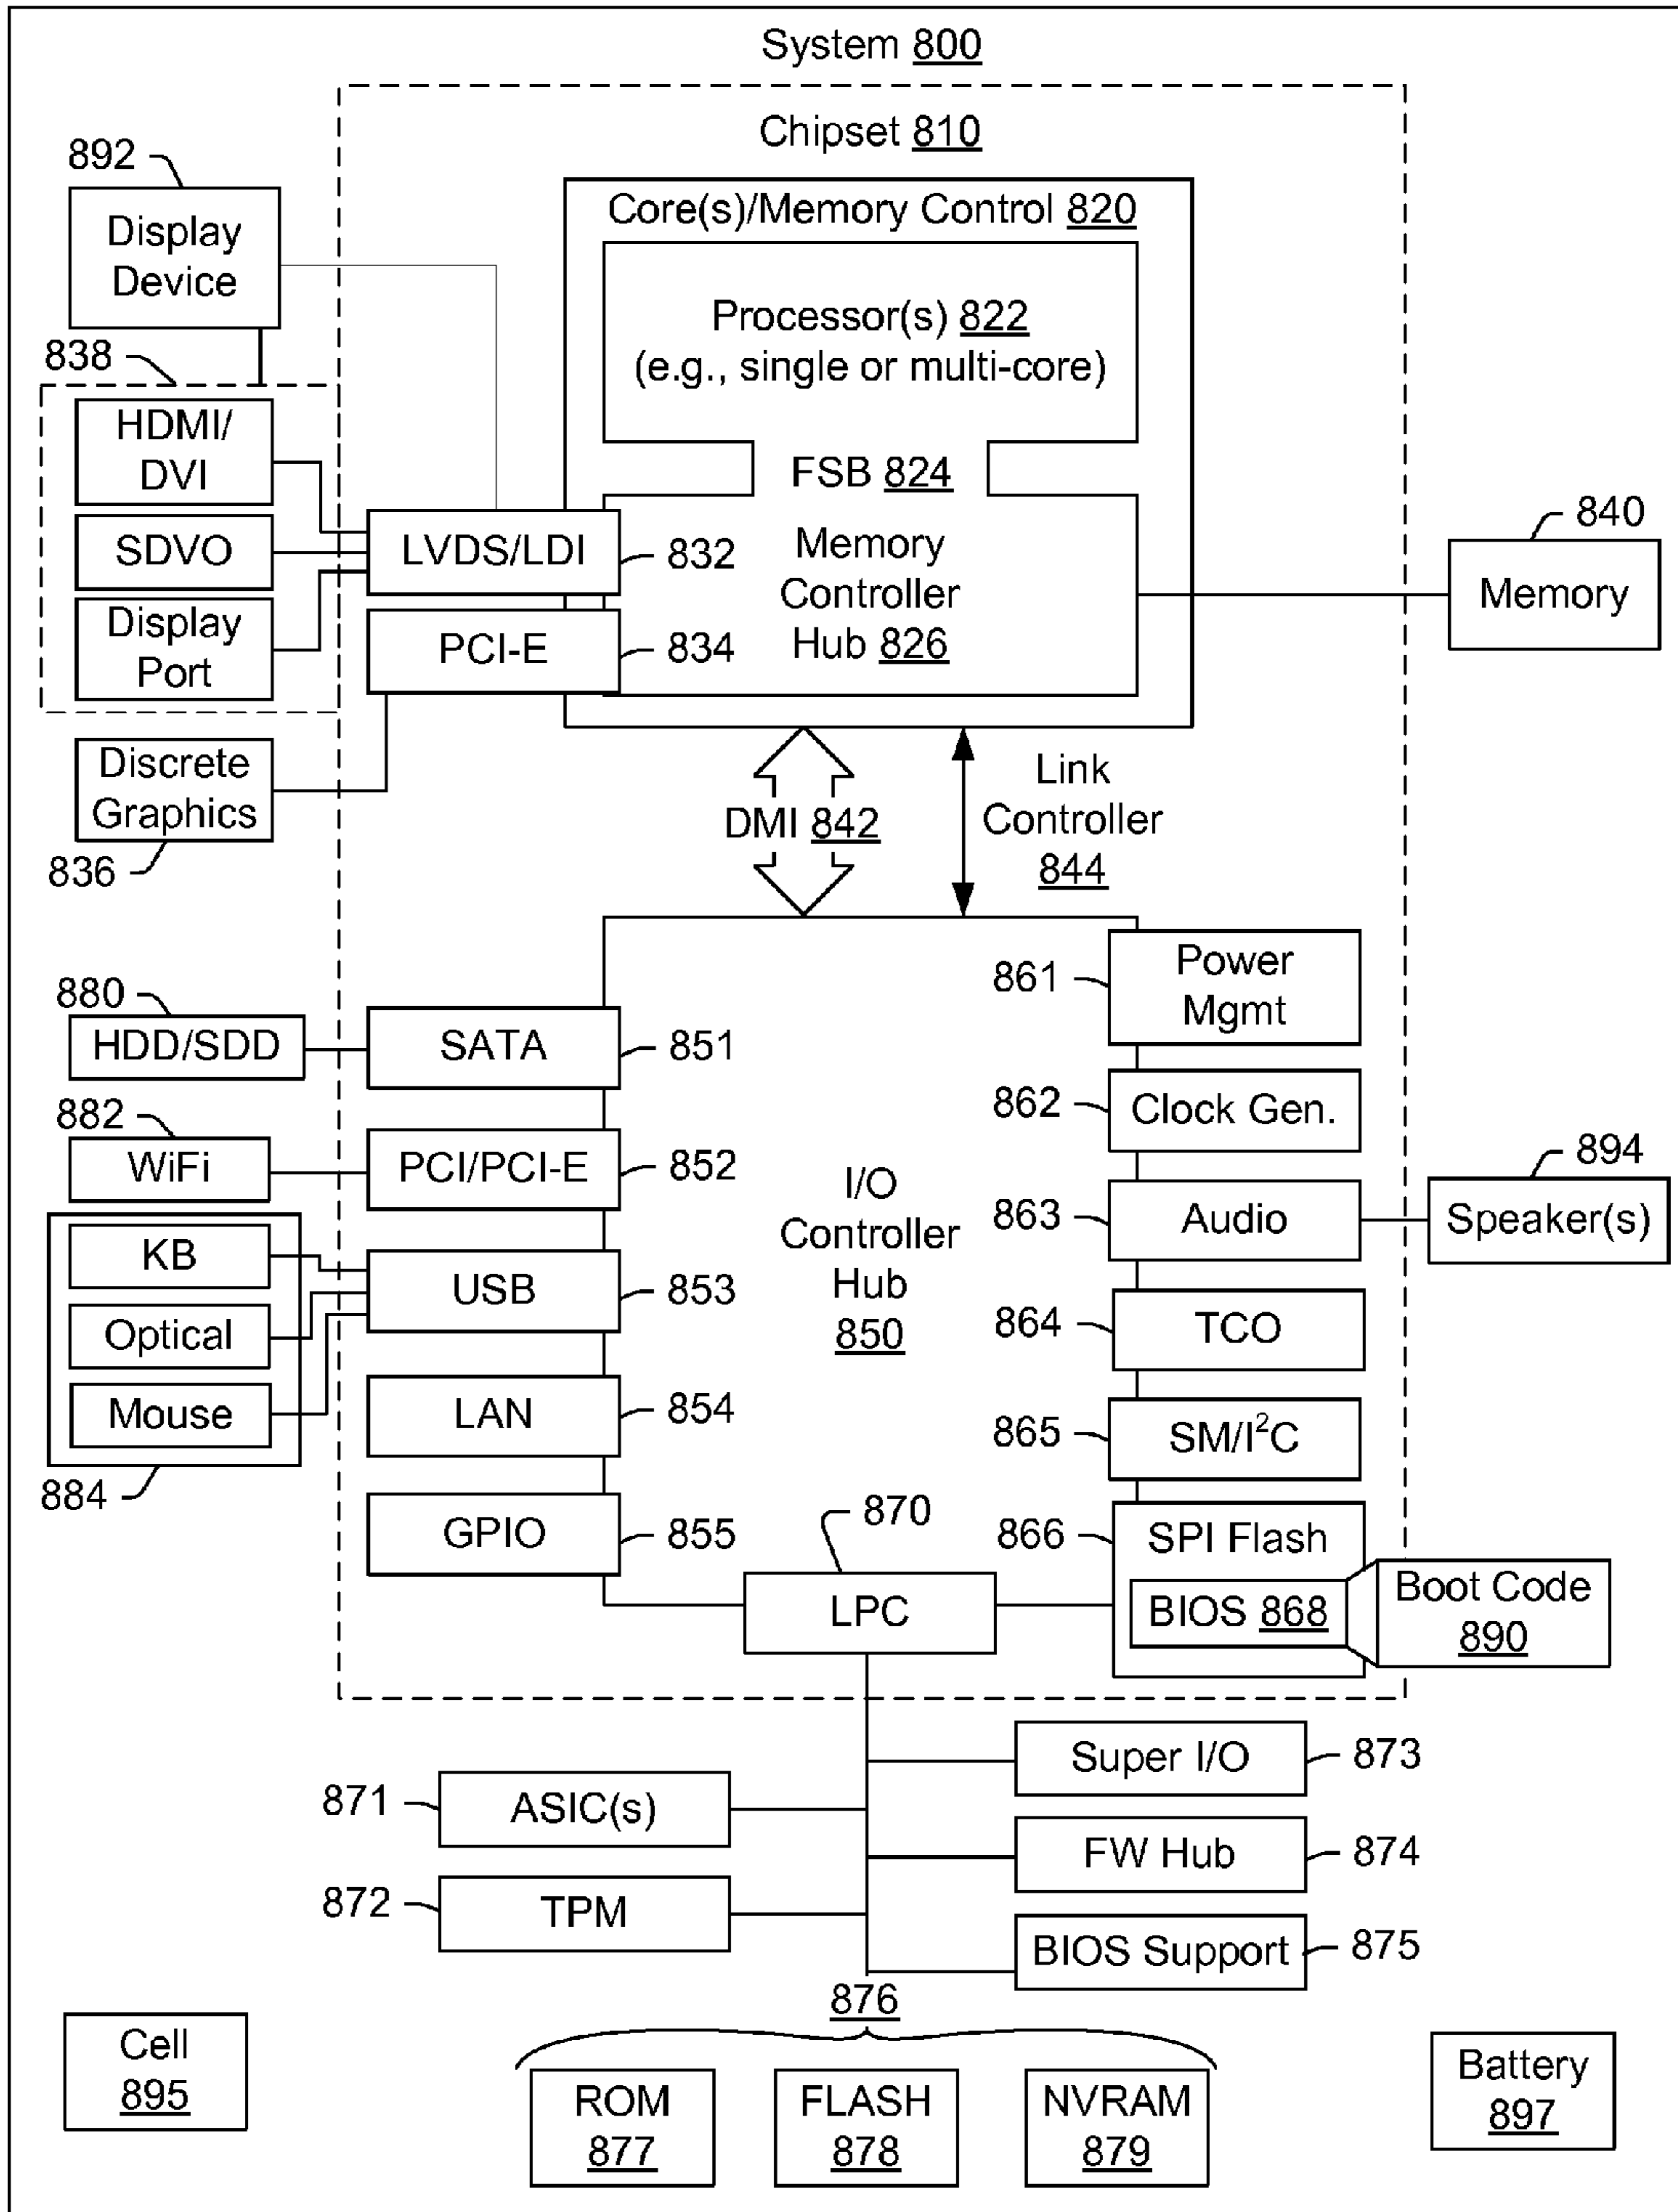 System 800
Chipset 810
892
Display
Device
Core(s)/Memory Control 820
Processor(s) 822
(e.g., single or multi-core)
838
HDMI/
DVI
SDVO
Display
Port
FSB 824
LVDS/LDI
832
PCI-E
834
Memory
Controller
Hub 826
840
Memory
Discrete
Graphics
836
DMI 842
Link
Controller
844
880
HDD/SDD
SATA
851
882
WiFi
PCI/PCI-E
852
KB
Optical
Mouse
884
USB
853
LAN
854
GPIO
855
I/O
Controller
Hub
850
861
Power
Mgmt
862
Clock Gen.
863
Audio
894
Speaker(s)
864
TCO
865
SM/I²C
866
SPI Flash
BIOS 868
Boot Code
890
870
LPC
871
ASIC(s)
872
TPM
Super I/O
873
FW Hub
874
BIOS Support
875
876
Cell
895
ROM
877
FLASH
878
NVRAM
879
Battery
897